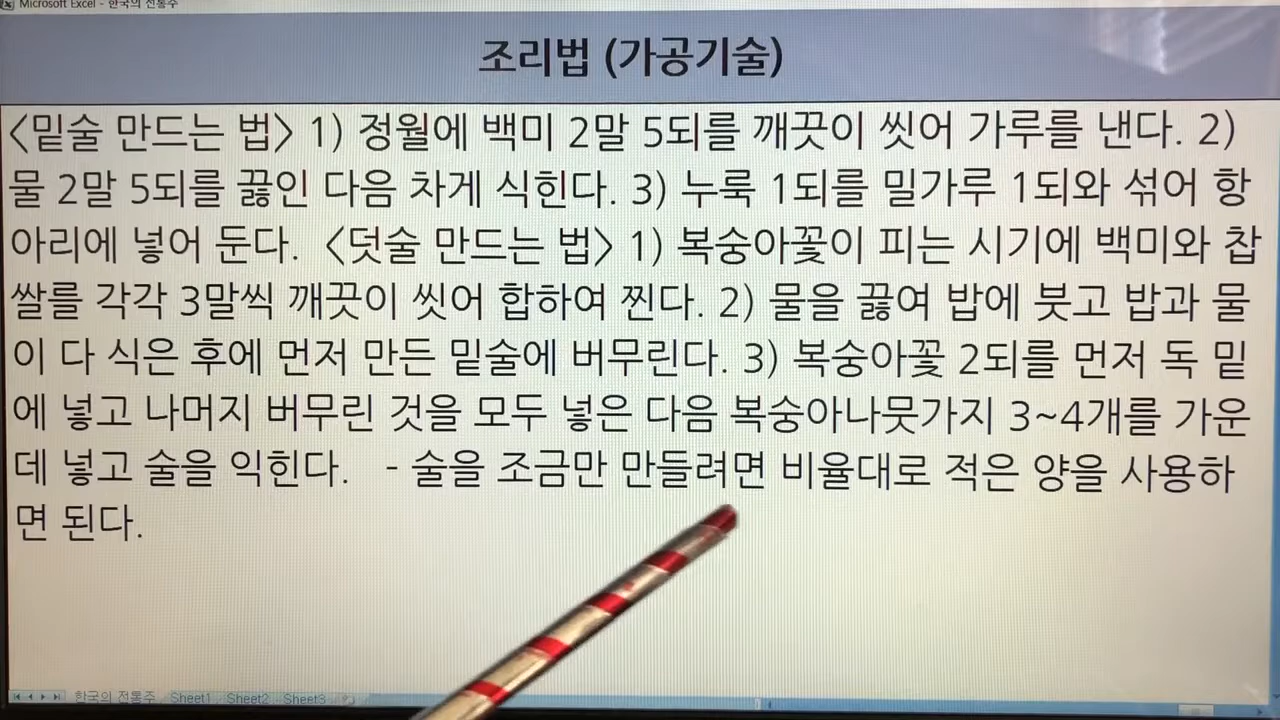 Microsoft Excel - 한국의 전통주
조리법 (가공기술)
<밑술 만드는 법> 1) 정월에 백미 2말 5되를 깨끗이 씻어 가루를 낸다. 2)
물 2말 5되를 끓인 다음 차게 식힌다. 3) 누룩 1되를 밀가루 1되와 섞어 항
아리에 넣어 둔다. <덧술 만드는 법> 1) 복숭아꽃이 피는 시기에 백미와 찹
쌀를 각각 3말씩 깨끗이 씻어 합하여 찐다. 2) 물을 끓여 밥에 붓고 밥과 물
이 다 식은 후에 먼저 만든 밑술에 버무린다. 3) 복숭아꽃 2되를 먼저 독 밑
에 넣고 나머지 버무린 것을 모두 넣은 다음 복숭아나뭇가지 3~4개를 가운
데 넣고 술을 익힌다. - 술을 조금만 만들려면 비율대로 적은 양을 사용하
면 된다.
한국의 전통주 Sheet1 Sheet2 Sheet3